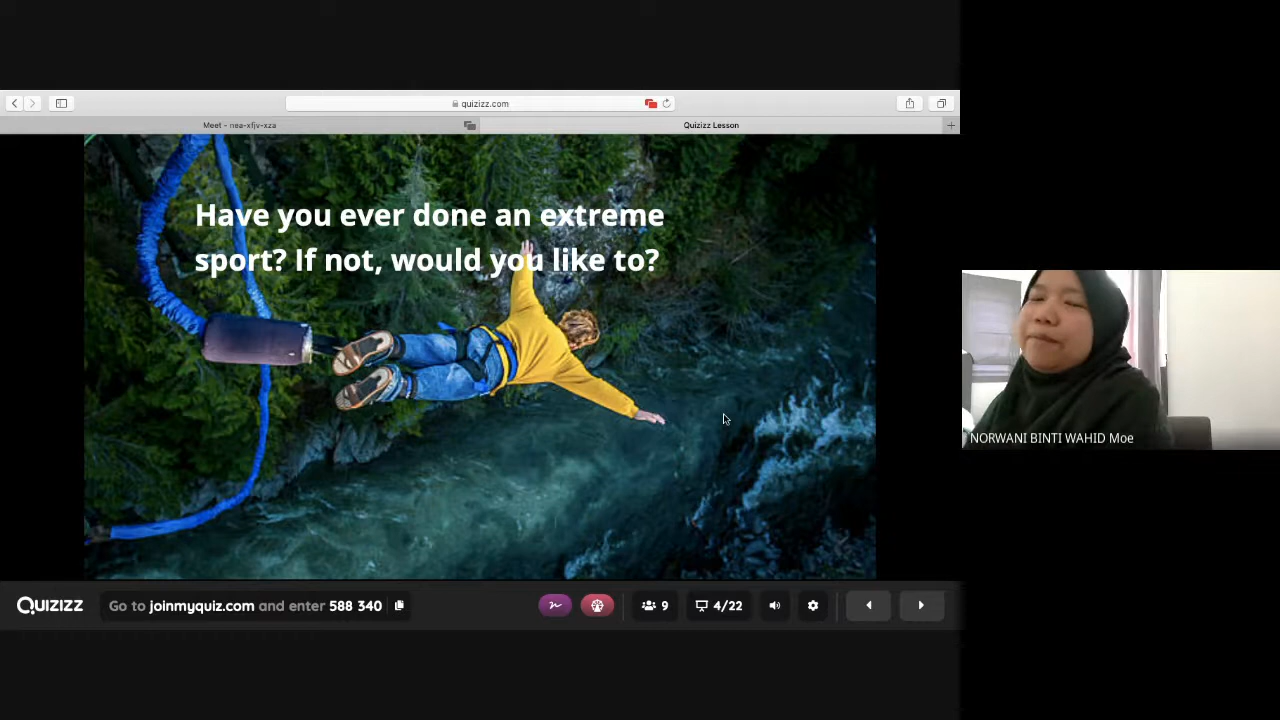 quizizz.com
Meet - nea-xfjv-xza
Quizizz Lesson
Have you ever done an extreme
sport? If not, would you like to?
NORWANI BINTI WAHID Moe
QUIZIZZ
Go to joinmyquiz.com and enter 588 340
9
4/22